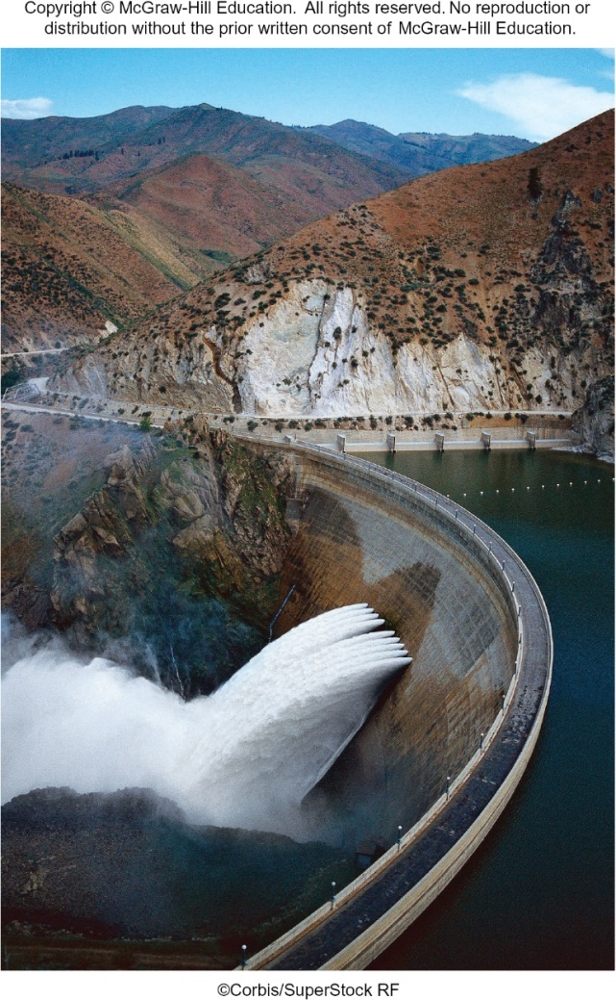 Copyright © McGraw-Hill Education. All rights reserved. No reproduction or
distribution without the prior written consent of McGraw-Hill Education.
©Corbis/SuperStock RF